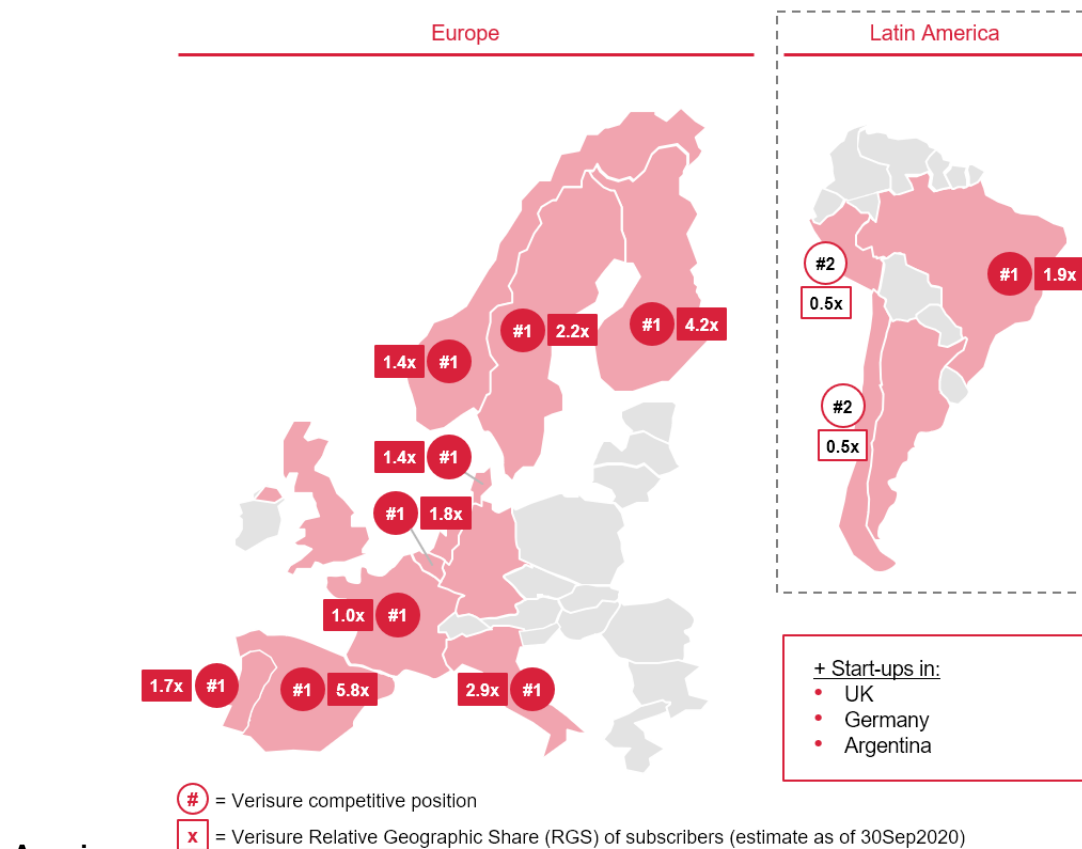 Europe
Latin America
#2
0.5x
#1 1.9x
#1 2.2x
#1 4.2x
1.4x #1
#2
0.5x
1.4x #1
#1 1.8x
1.0x #1
1.7x #1
#1 5.8x
2.9x #1
+ Start-ups in:
• UK
• Germany
• Argentina
# = Verisure competitive position
x = Verisure Relative Geographic Share (RGS) of subscribers (estimate as of 30Sep2020)